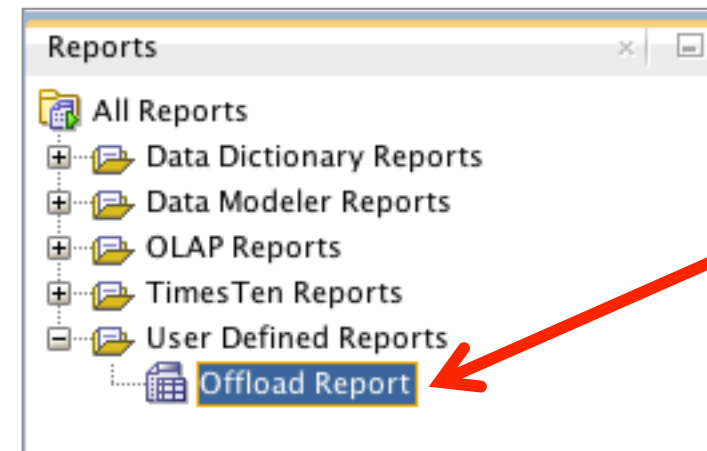 Reports
All Reports
Data Dictionary Reports
Data Modeler Reports
OLAP Reports
TimesTen Reports
User Defined Reports
Offload Report